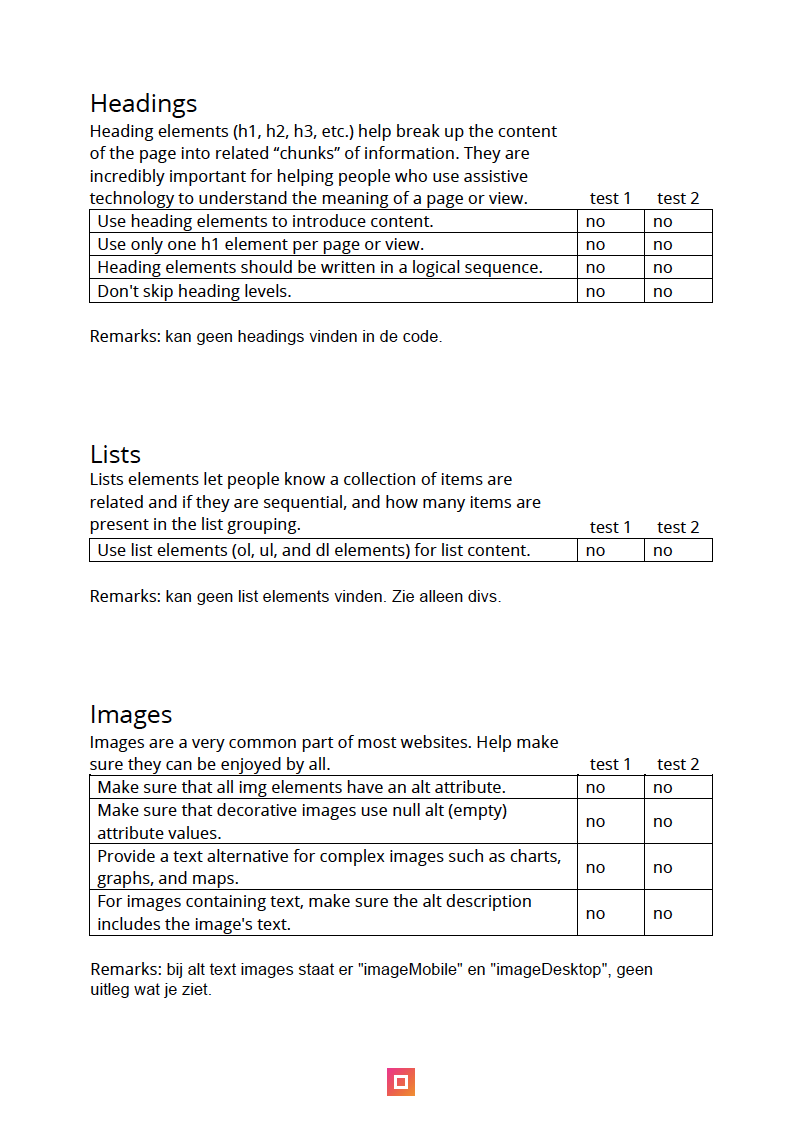 Headings
Heading elements (h1, h2, h3, etc.) help break up the content
of the page into related “chunks” of information. They are
incredibly important for helping people who use assistive
technology to understand the meaning of a page or view. test 1 test 2
Use heading elements to introduce content. no no
Use only one h1 element per page or view. no no
Heading elements should be written in a logical sequence. no no
Don't skip heading levels. no no
Remarks: kan geen headings vinden in de code.
Lists
Lists elements let people know a collection of items are
related and if they are sequential, and how many items are
present in the list grouping. test 1 test 2
Use list elements (ol, ul, and dl elements) for list content. no no
Remarks: kan geen list elements vinden. Zie alleen divs.
Images
Images are a very common part of most websites. Help make
sure they can be enjoyed by all. test 1 test 2
Make sure that all img elements have an alt attribute. no no
Make sure that decorative images use null alt (empty)
attribute values. no no
Provide a text alternative for complex images such as charts,
graphs, and maps. no no
For images containing text, make sure the alt description
includes the image's text. no no
Remarks: bij alt text images staat er "imageMobile" en "imageDesktop", geen
uitleg wat je ziet.